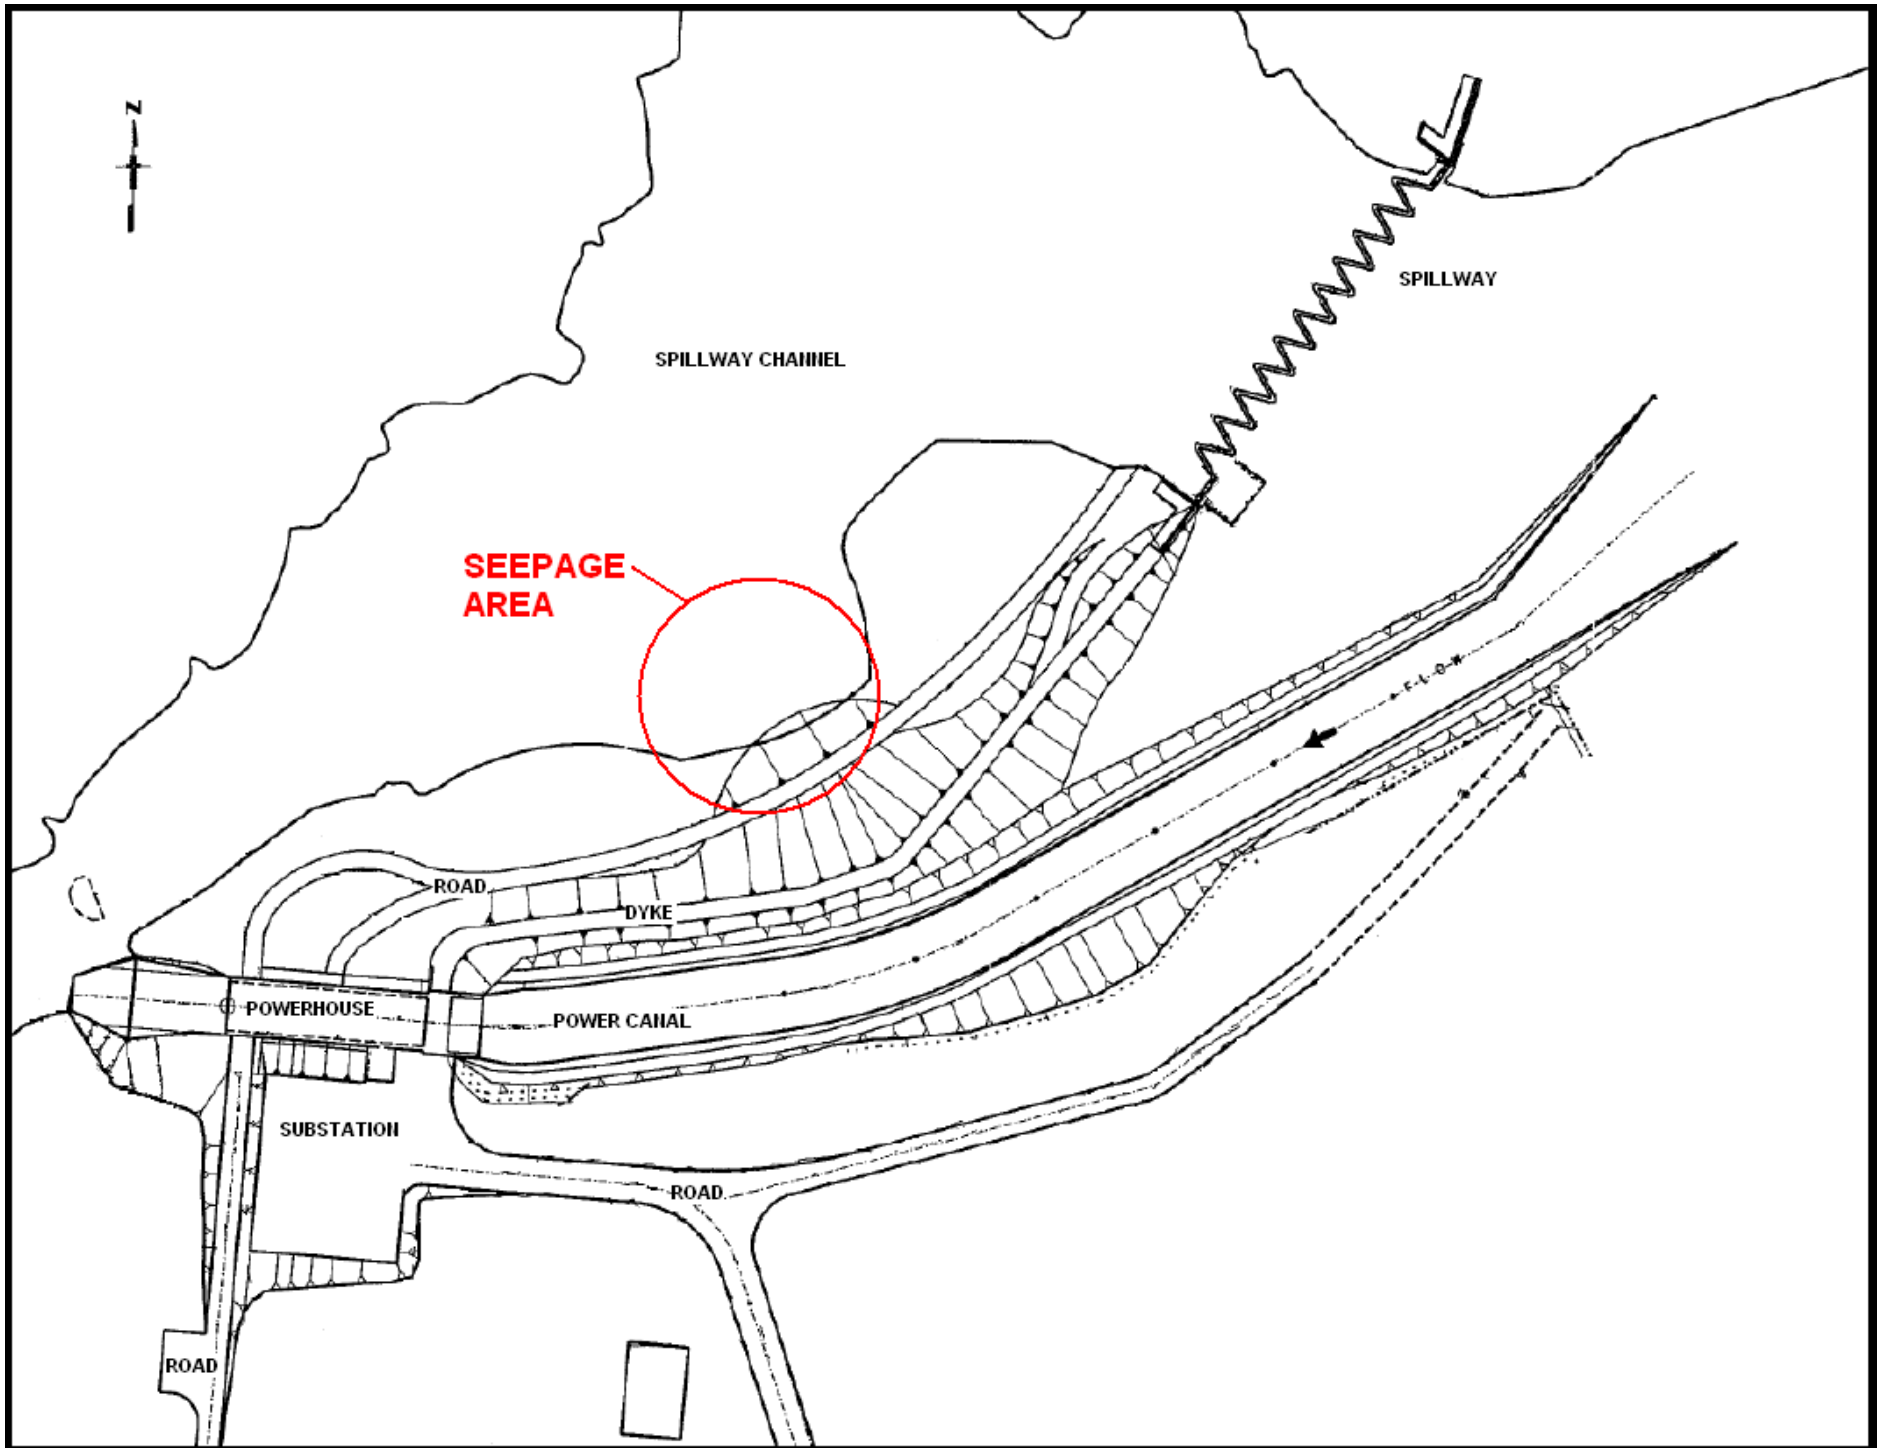 N
SPILLWAY
SPILLWAY CHANNEL
SEEPAGE
AREA
FLOW
ROAD
DYKE
POWERHOUSE
POWER CANAL
SUBSTATION
ROAD
ROAD